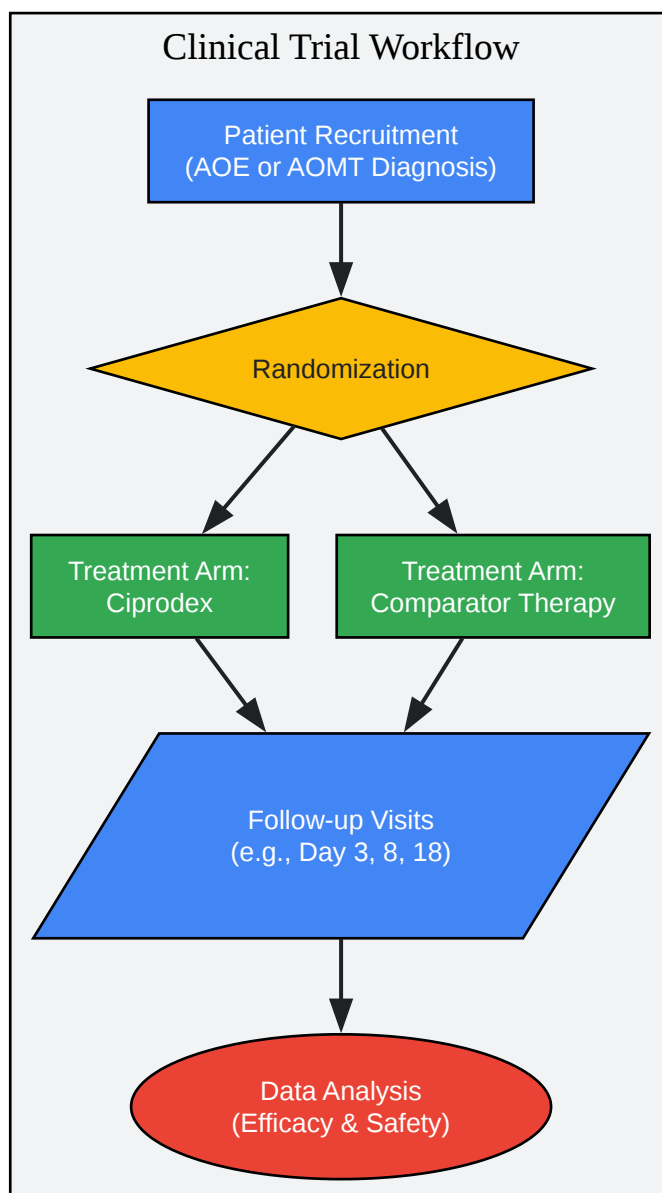 Clinical Trial Workflow
Patient Recruitment
(AOE or AOMT Diagnosis)
Randomization
Treatment Arm:
Ciprodex
Treatment Arm:
Comparator Therapy
Follow-up Visits
(e.g., Day 3, 8, 18)
Data Analysis
(Efficacy & Safety)